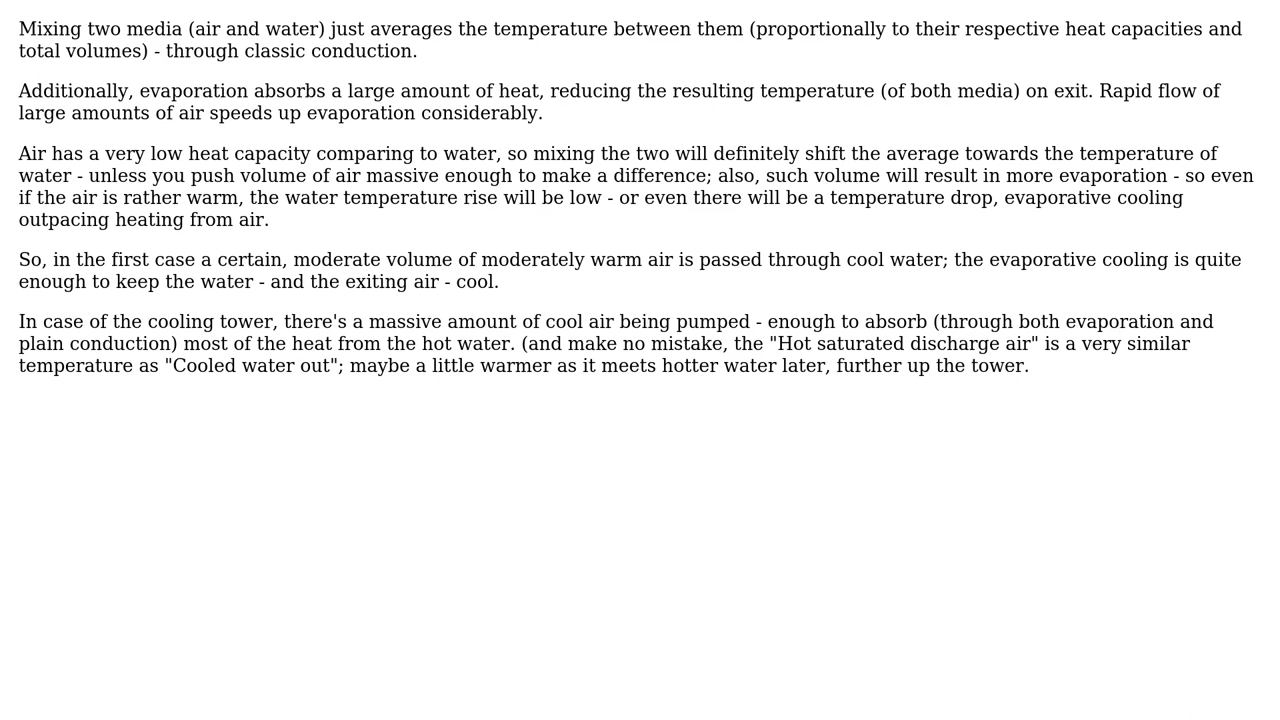 Mixing two media (air and water) just averages the temperature between them (proportionally to their respective heat capacities and
total volumes) - through classic conduction.
Additionally, evaporation absorbs a large amount of heat, reducing the resulting temperature (of both media) on exit. Rapid flow of
large amounts of air speeds up evaporation considerably.
Air has a very low heat capacity comparing to water, so mixing the two will definitely shift the average towards the temperature of
water - unless you push volume of air massive enough to make a difference; also, such volume will result in more evaporation - so even
if the air is rather warm, the water temperature rise will be low - or even there will be a temperature drop, evaporative cooling
outpacing heating from air.
So, in the first case a certain, moderate volume of moderately warm air is passed through cool water; the evaporative cooling is quite
enough to keep the water - and the exiting air - cool.
In case of the cooling tower, there's a massive amount of cool air being pumped - enough to absorb (through both evaporation and
plain conduction) most of the heat from the hot water. (and make no mistake, the "Hot saturated discharge air" is a very similar
temperature as "Cooled water out"; maybe a little warmer as it meets hotter water later, further up the tower.